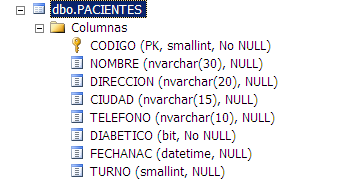 dbo.PACIENTES
Columnas
CODIGO (PK, smallint, No NULL)
NOMBRE (nvarchar(30), NULL)
DIRECCION (nvarchar(20), NULL)
CIUDAD (nvarchar(15), NULL)
TELEFONO (nvarchar(10), NULL)
DIABETICO (bit, No NULL)
FECHANAC (datetime, NULL)
TURNO (smallint, NULL)